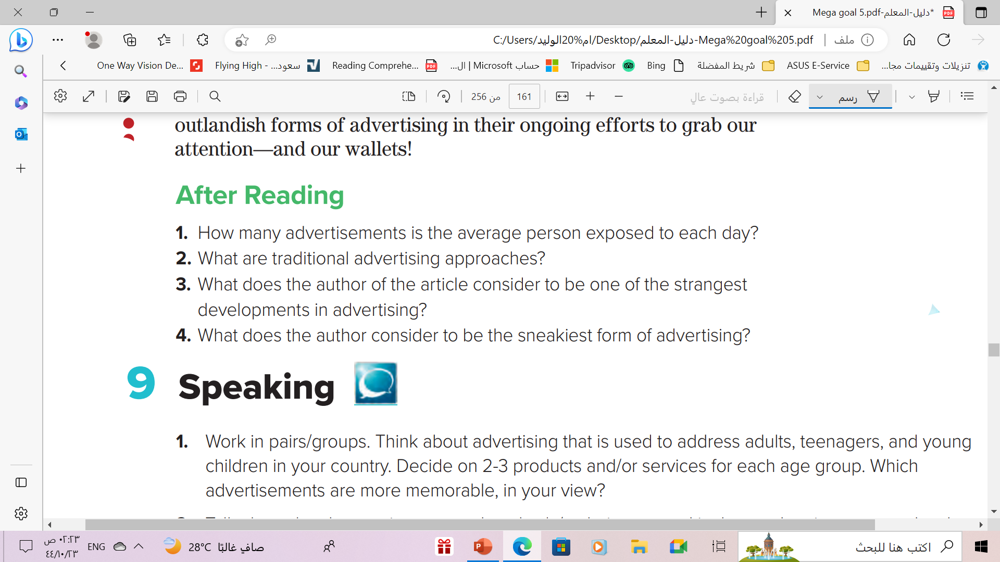 Mega goal 5.pdf-دليل-المعلم*
C:/Users/ام%20الوليد/Desktop/دليل-المعلم-Mega%20goal%205.pdf
ملف
One Way Vision De...
Flying High - سعود...
Reading Comprehe...
حساب Microsoft | ال...
Tripadvisor
Bing
شريط المفضلة
ASUS E-Service
تنزيلات وتقييمات مجا...
من 256
161
قراءة بصوت عالٍ
رسم
outlandish forms of advertising in their ongoing efforts to grab our
attention—and our wallets!
After Reading
1. How many advertisements is the average person exposed to each day?
2. What are traditional advertising approaches?
3. What does the author of the article consider to be one of the strangest
developments in advertising?
4. What does the author consider to be the sneakiest form of advertising?
9 Speaking
1. Work in pairs/groups. Think about advertising that is used to address adults, teenagers, and young
children in your country. Decide on 2-3 products and/or services for each age group. Which
advertisements are more memorable, in your view?
٠٢:٢٣ ص
٤٤/١٠/٢٣
ENG
28°C صافٍ غالبًا
اكتب هنا للبحث